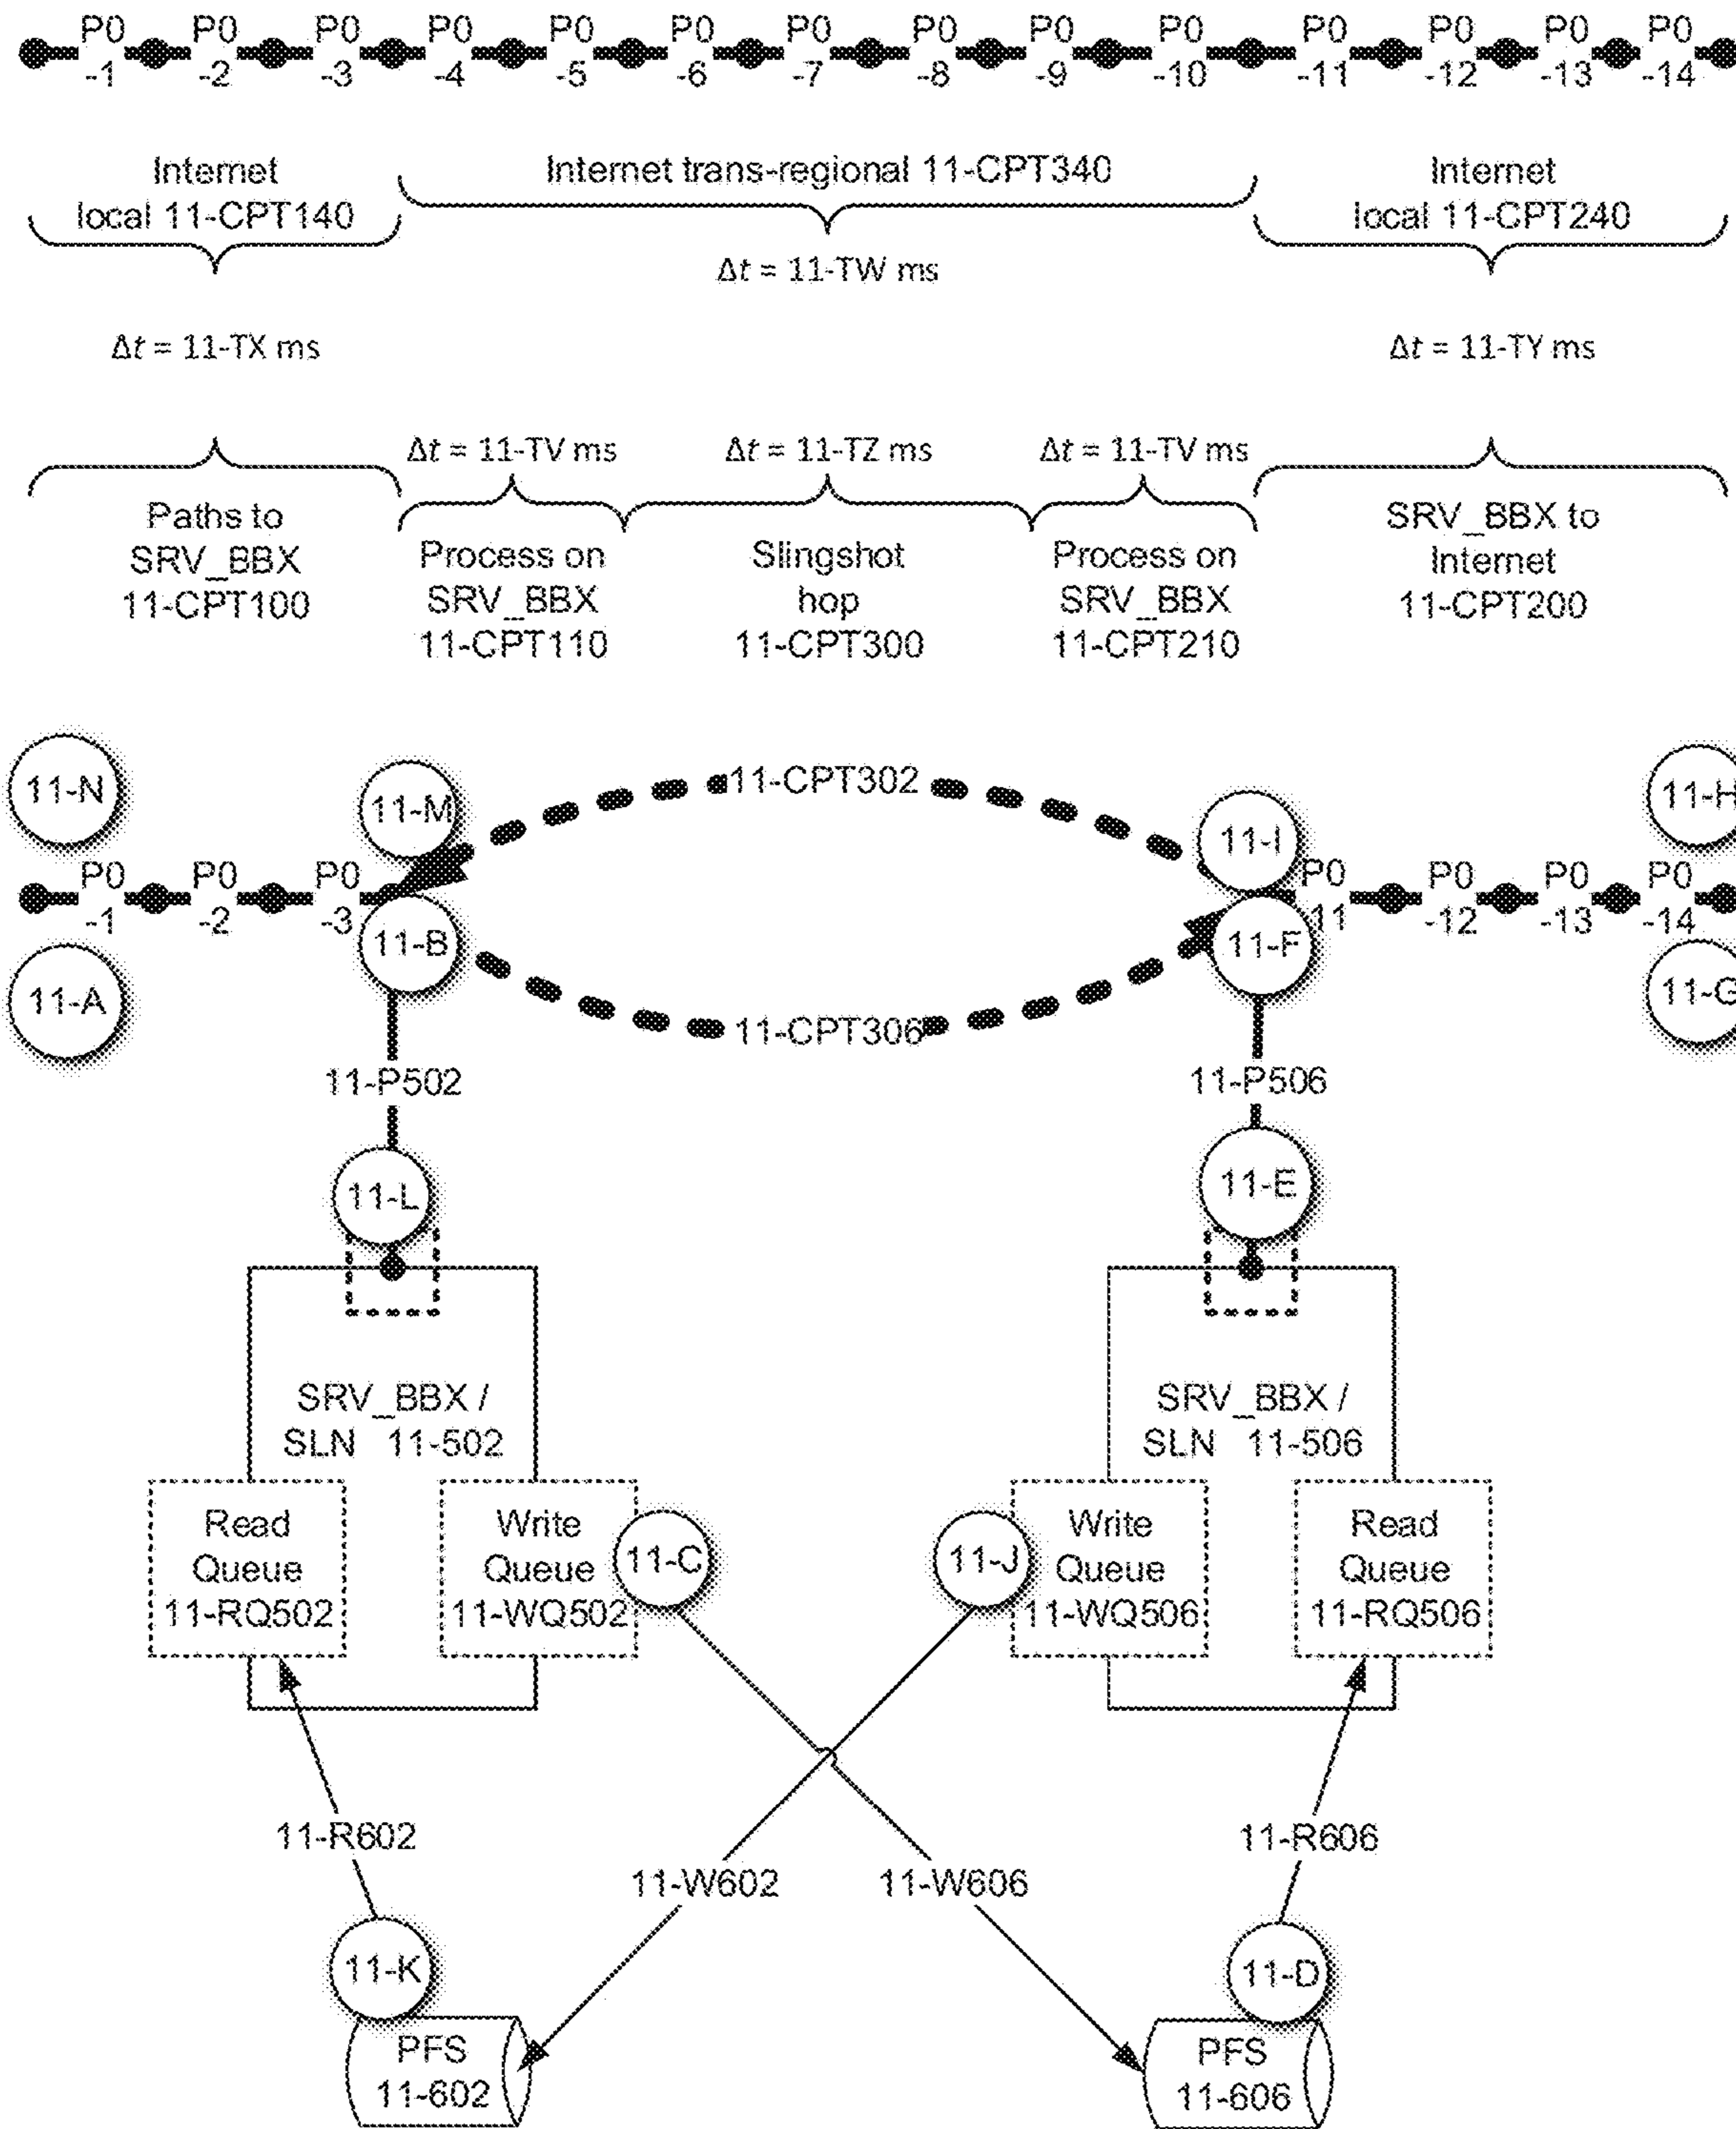 P0 P0 P0 P0 P0 P0 P0 P0 P0 P0 P0 P0 P0 P0
-1 -2 -3 -4 -5 -6 -7 -8 -9 -10 -11 -12 -13 -14
Internet
local 11-CPT140
Internet trans-regional 11-CPT340
Internet
local 11-CPT240
Δt = 11-TW ms
Δt = 11-TX ms
Δt = 11-TY ms
Δt = 11-TV ms
Δt = 11-TZ ms
Δt = 11-TV ms
Paths to
SRV_BBX
11-CPT100
Process on
SRV_BBX
11-CPT110
Slingshot
hop
11-CPT300
Process on
SRV_BBX
11-CPT210
SRV_BBX to
Internet
11-CPT200
11-N
11-M
11-CPT302
11-I
11-H
P0 P0 P0
-1 -2 -3
P0 P0 P0 P0
-11 -12 -13 -14
11-A
11-B
11-CPT306
11-F
11-G
11-P502
11-P506
11-L
11-E
SRV_BBX /
SLN 11-502
SRV_BBX /
SLN 11-506
Read
Queue
11-RQ502
Write
Queue
11-WQ502
11-C
11-J
Write
Queue
11-WQ506
Read
Queue
11-RQ506
11-R602
11-R606
11-W602
11-W606
11-K
11-D
PFS
11-602
PFS
11-606